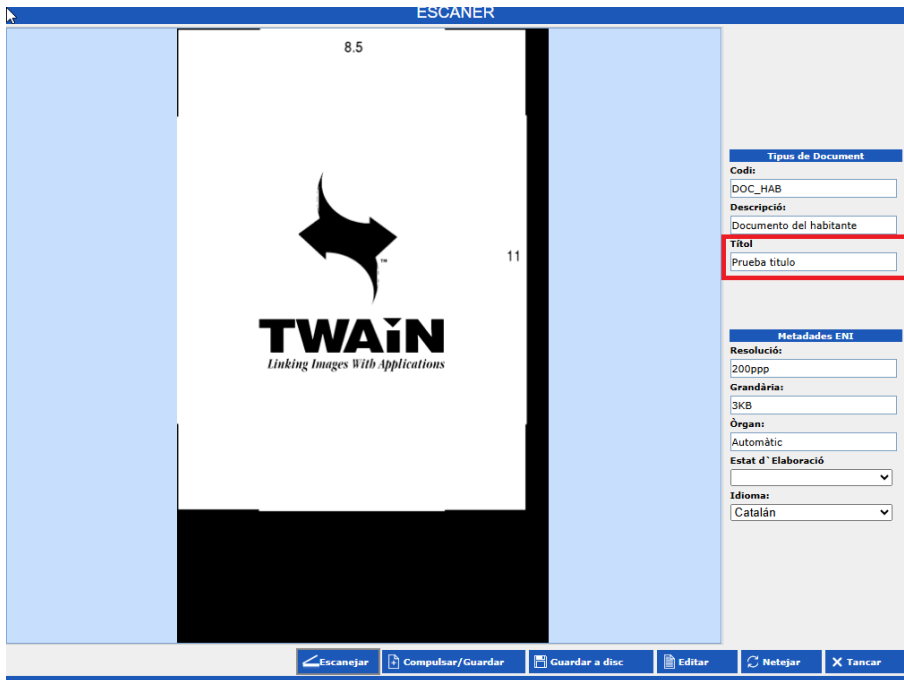 ESCÀNER
8.5
11
™
TWAiN
Linking Images With Applications
Tipus de Document
Codi:
DOC_HAB
Descripció:
Documento del habitante
Títol
Prueba titulo
Metadades ENI
Resolució:
200ppp
Grandària:
3KB
Òrgan:
Automàtic
Estat d`Elaboració
Idioma:
Catalán
Escanejar
Compulsar/Guardar
Guardar a disc
Editar
Netejar
Tancar